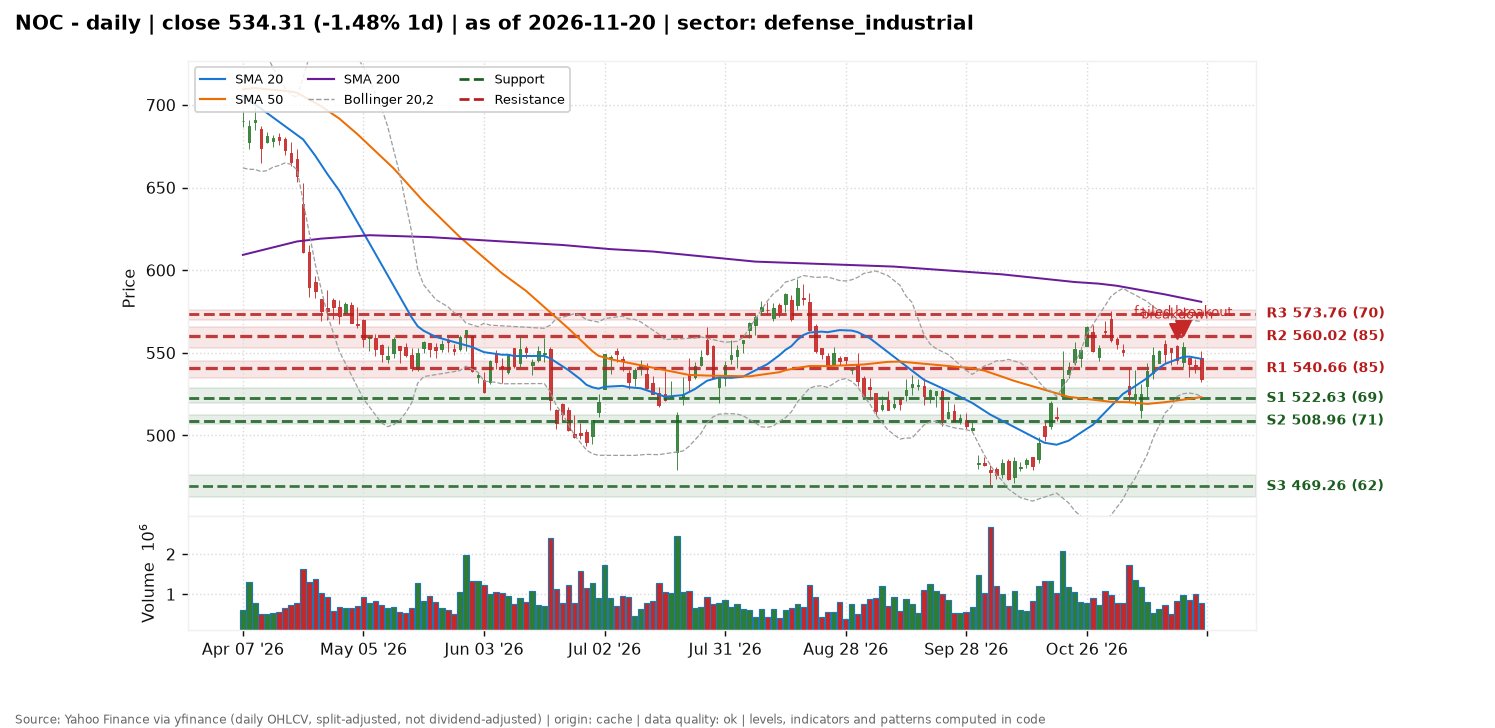 NOC - daily | close 534.31 (-1.48% 1d) | as of 2026-11-20 | sector: defense_industrial
SMA 20
SMA 50
SMA 200
Bollinger 20,2
Support
Resistance
Price
700
650
600
550
500
failed breakout
breakdown
R3 573.76 (70)
R2 560.02 (85)
R1 540.66 (85)
S1 522.63 (69)
S2 508.96 (71)
S3 469.26 (62)
Volume 10⁶
2
1
Apr 07 '26
May 05 '26
Jun 03 '26
Jul 02 '26
Jul 31 '26
Aug 28 '26
Sep 28 '26
Oct 26 '26
Source: Yahoo Finance via yfinance (daily OHLCV, split-adjusted, not dividend-adjusted) | origin: cache | data quality: ok | levels, indicators and patterns computed in code